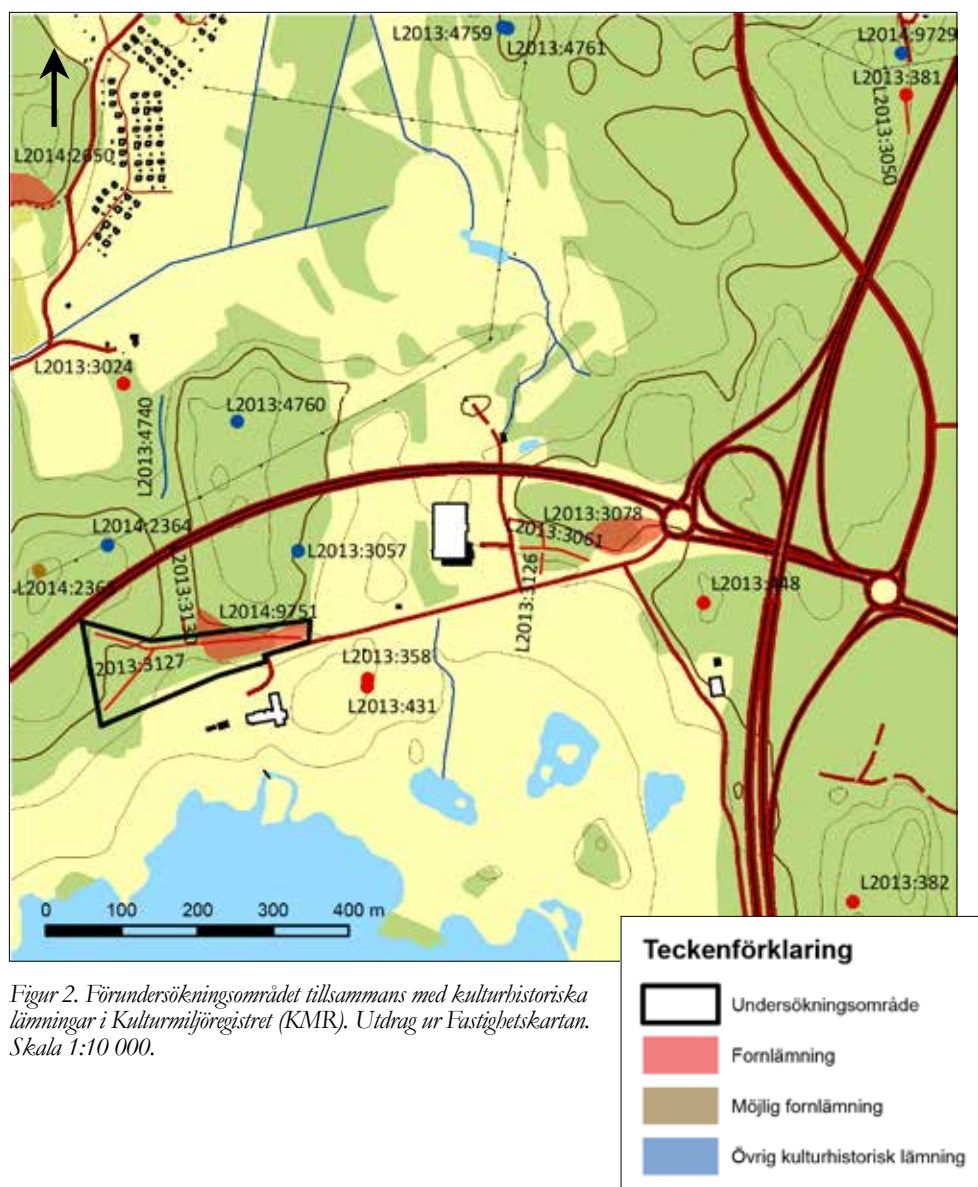 L2013:4759
L2013:4761
L2014:9729
L2013:381
L2013:3050
L2014:2650
L2013:3024
L2013:4740
L2013:4760
L2014:2364
L2013:3057
L2013:3078
L2013:3061
L2013:3126
L2013:448
L2014:9751
2013:3127
L2013:358
L2013:431
L2013:382
0 100 200 300 400 m
Figur 2. Förundersökningsområdet tillsammans med kulturhistoriska
lämningar i Kulturmiljöregistret (KMR). Utdrag ur Fastighetskartan.
Skala 1:10 000.
Teckenförklaring
Undersökningsområde
Fornlämning
Möjlig fornlämning
Övrig kulturhistorisk lämning